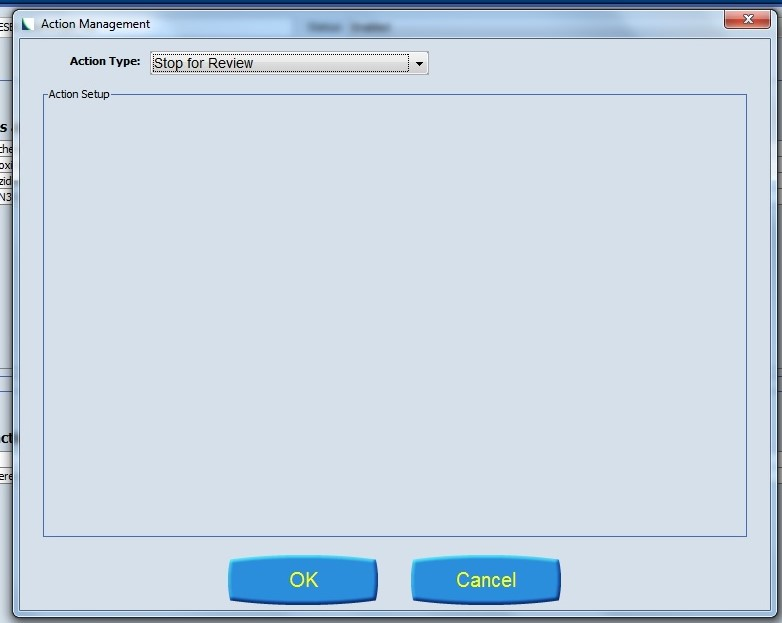 Action Management
Action Type:
Stop for Review
Action Setup
OK
Cancel